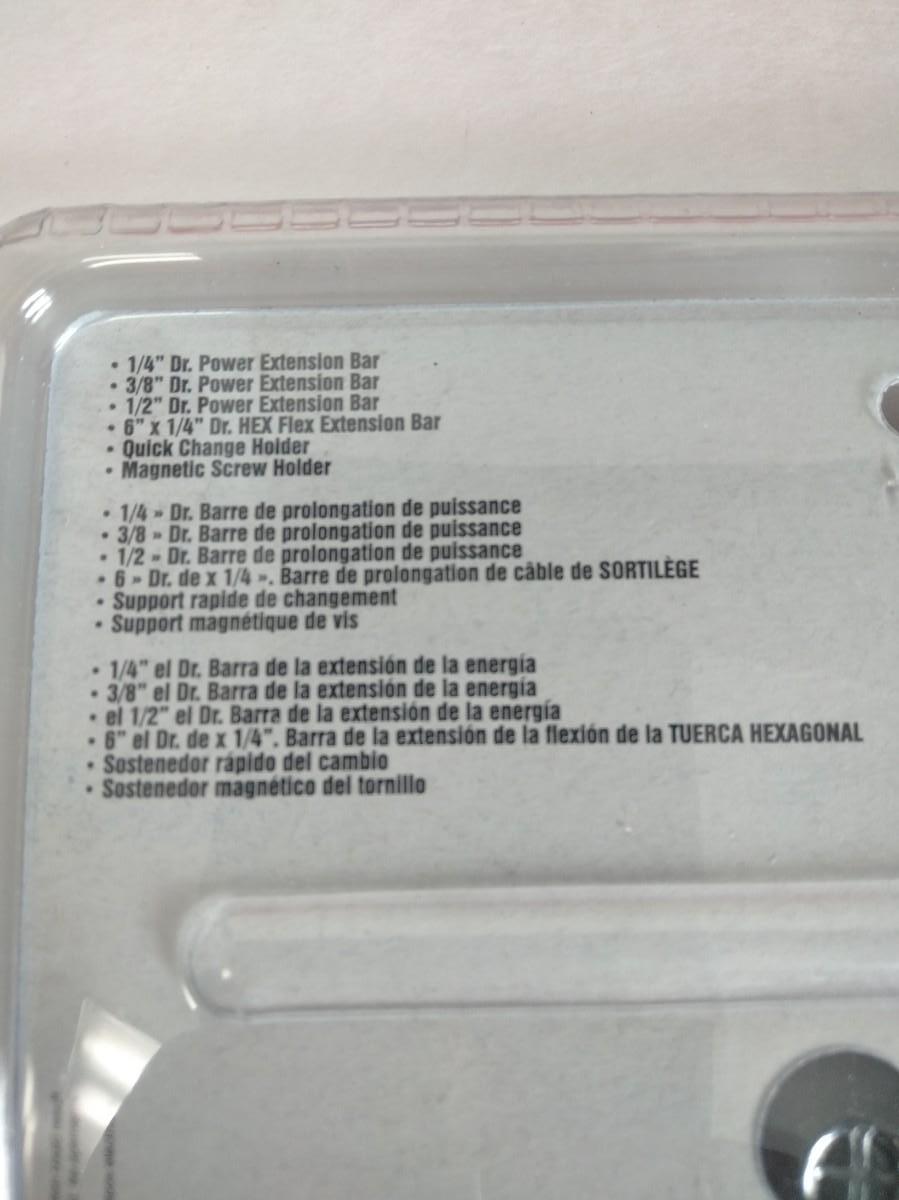 • 1/4" Dr. Power Extension Bar
• 3/8" Dr. Power Extension Bar
• 1/2" Dr. Power Extension Bar
• 6" x 1/4" Dr. HEX Flex Extension Bar
• Quick Change Holder
• Magnetic Screw Holder
• 1/4 » Dr. Barre de prolongation de puissance
• 3/8 » Dr. Barre de prolongation de puissance
• 1/2 » Dr. Barre de prolongation de puissance
• 6 » Dr. de x 1/4 ». Barre de prolongation de câble de SORTILÈGE
• Support rapide de changement
• Support magnétique de vis
• 1/4" el Dr. Barra de la extensión de la energía
• 3/8" el Dr. Barra de la extensión de la energía
• el 1/2" el Dr. Barra de la extensión de la energía
• 6" el Dr. de x 1/4". Barra de la extensión de la flexión de la TUERCA HEXAGONAL
• Sostenedor rápido del cambio
• Sostenedor magnético del tornillo